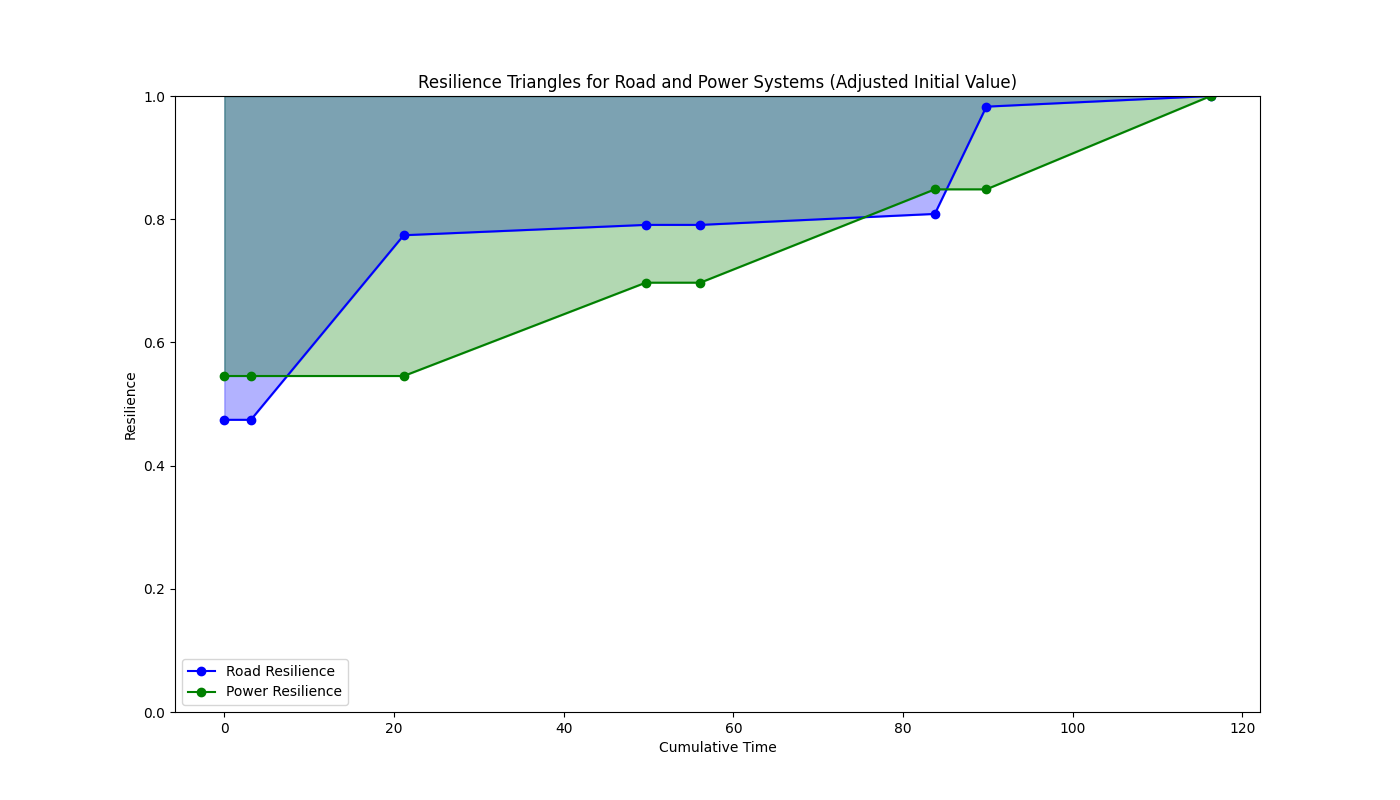 Resilience Triangles for Road and Power Systems (Adjusted Initial Value)
1.0
0.8
0.6
0.4
0.2
0.0
Resilience
Road Resilience
Power Resilience
0 20 40 60 80 100 120
Cumulative Time